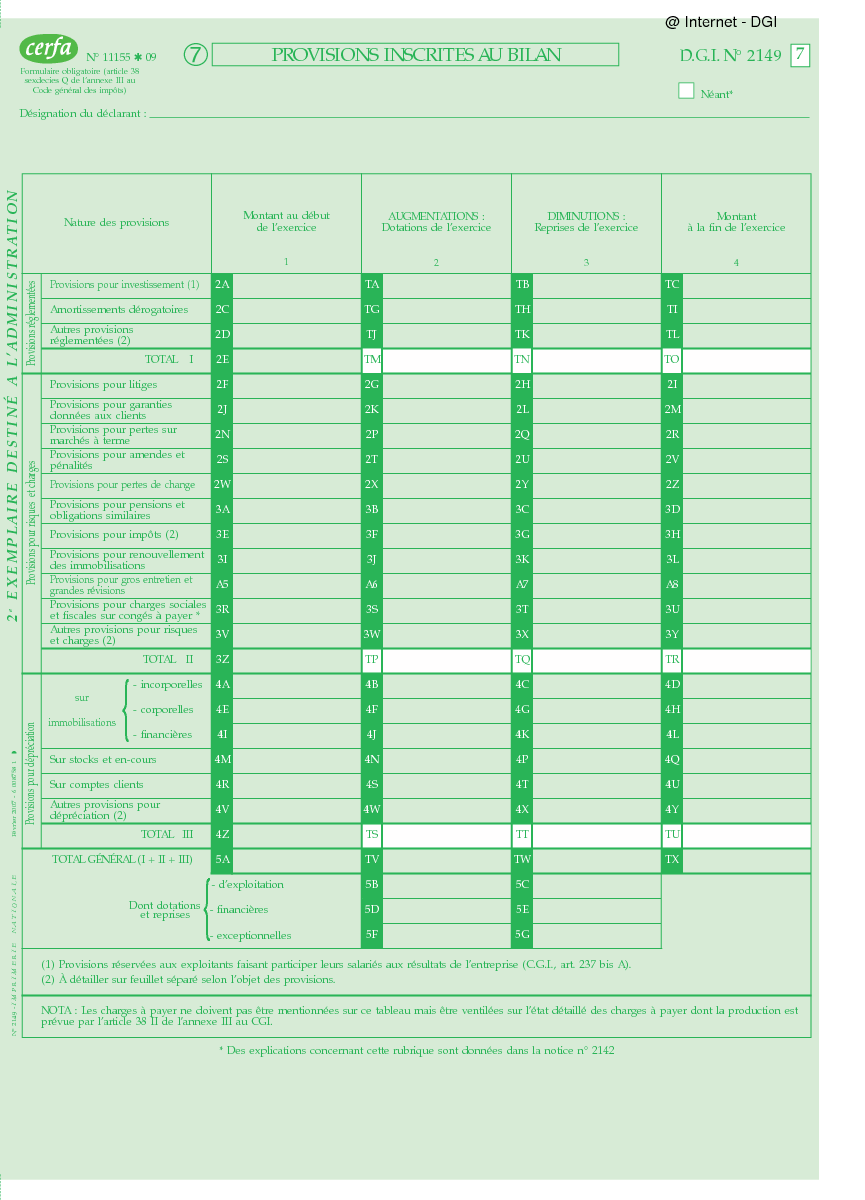 @ Internet - DGI
cerfa
N° 11155 ✱ 09
7
PROVISIONS INSCRITES AU BILAN
D.G.I. N° 2149
7
Formulaire obligatoire (article 38
sexdecies Q de l'annexe III au
Code général des impôts)
Néant*
Désignation du déclarant :
2e EXEMPLAIRE DESTINÉ A L'ADMINISTRATION
Nature des provisions
Montant au début
de l'exercice
1
AUGMENTATIONS :
Dotations de l'exercice
2
DIMINUTIONS :
Reprises de l'exercice
3
Montant
à la fin de l'exercice
4
Provisions réglementées
Provisions pour investissement (1) 2A TA TB TC
Amortissements dérogatoires 2C TG TH TI
Autres provisions
réglementées (2) 2D TJ TK TL
TOTAL I 2E TM TN TO
Provisions pour risques et charges
Provisions pour litiges 2F 2G 2H 2I
Provisions pour garanties
données aux clients 2J 2K 2L 2M
Provisions pour pertes sur
marchés à terme 2N 2P 2Q 2R
Provisions pour amendes et
pénalités 2S 2T 2U 2V
Provisions pour pertes de change 2W 2X 2Y 2Z
Provisions pour pensions et
obligations similaires 3A 3B 3C 3D
Provisions pour impôts (2) 3E 3F 3G 3H
Provisions pour renouvellement
des immobilisations 3I 3J 3K 3L
Provisions pour gros entretien et
grandes révisions A5 A6 A7 A8
Provisions pour charges sociales
et fiscales sur congés à payer * 3R 3S 3T 3U
Autres provisions pour risques
et charges (2) 3V 3W 3X 3Y
TOTAL II 3Z TP TQ TR
Provisions pour dépréciation
sur
immobilisations
- incorporelles 4A 4B 4C 4D
- corporelles 4E 4F 4G 4H
- financières 4I 4J 4K 4L
Sur stocks et en-cours 4M 4N 4P 4Q
Sur comptes clients 4R 4S 4T 4U
Autres provisions pour
dépréciation (2) 4V 4W 4X 4Y
TOTAL III 4Z TS TT TU
TOTAL GÉNÉRAL (I + II + III) 5A TV TW TX
Dont dotations
et reprises
- d'exploitation 5B 5C
- financières 5D 5E
- exceptionnelles 5F 5G
(1) Provisions réservées aux exploitants faisant participer leurs salariés aux résultats de l'entreprise (C.G.I., art. 237 bis A).
(2) À détailler sur feuillet séparé selon l'objet des provisions.
NOTA : Les charges à payer ne doivent pas être mentionnées sur ce tableau mais être ventilées sur l'état détaillé des charges à payer dont la production est
prévue par l'article 38 II de l'annexe III au CGI.
* Des explications concernant cette rubrique sont données dans la notice n° 2142
N° 2149 - IMPRIMERIE NATIONALE